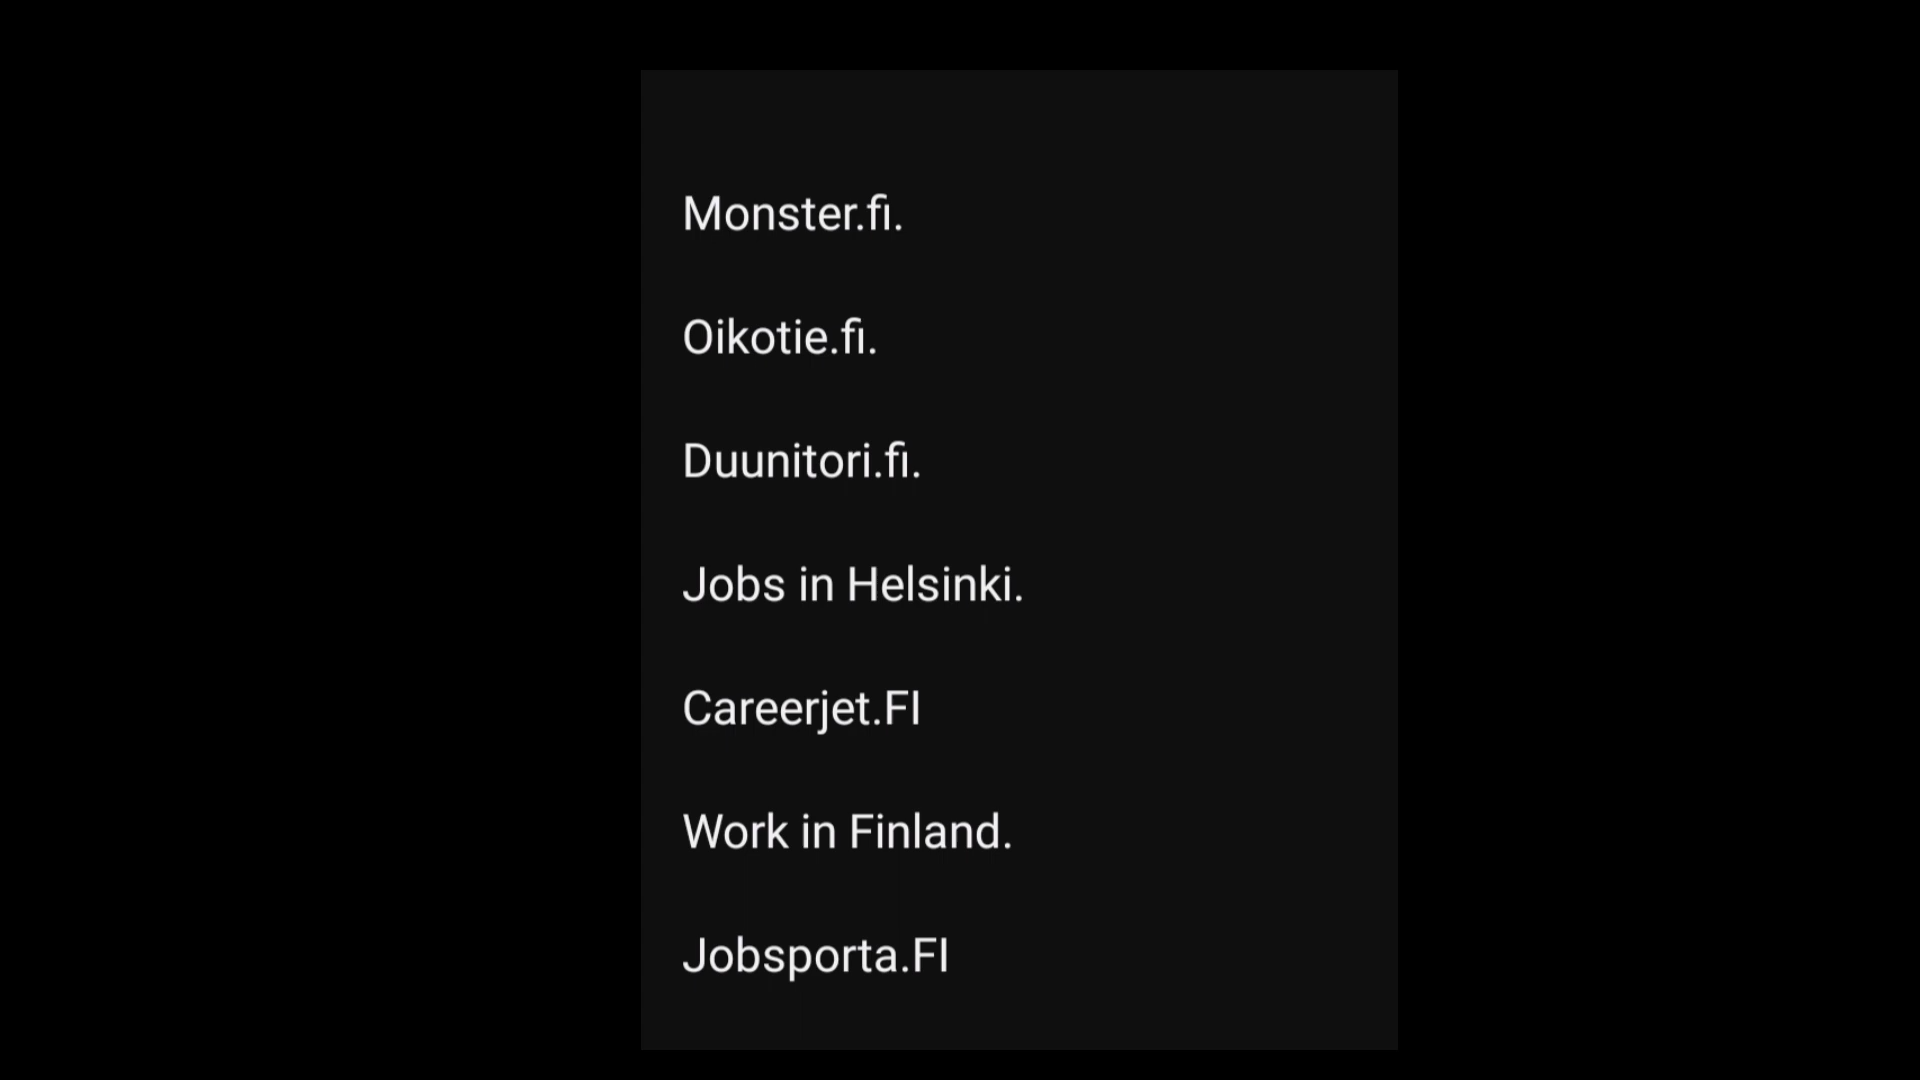 Monster.fi.
Oikotie.fi.
Duunitori.fi.
Jobs in Helsinki.
Careerjet.FI
Work in Finland.
Jobsporta.FI